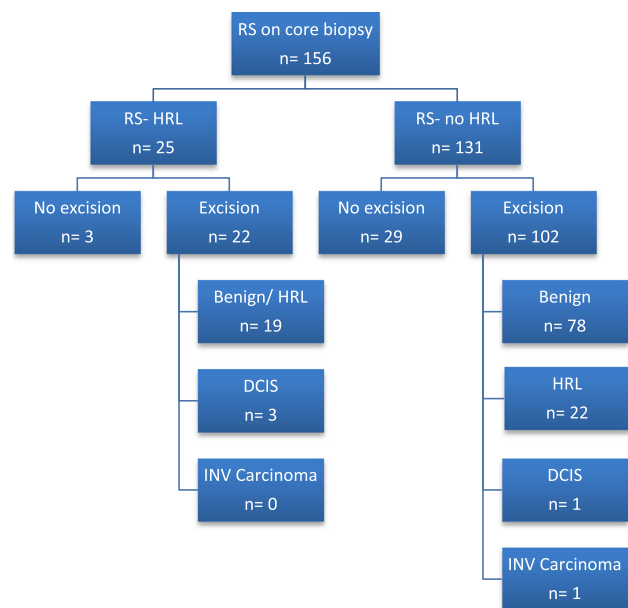 RS on core biopsy
n= 156
RS- HRL
n= 25
RS- no HRL
n= 131
No excision
n= 3
Excision
n= 22
No excision
n= 29
Excision
n= 102
Benign/ HRL
n= 19
DCIS
n= 3
INV Carcinoma
n= 0
Benign
n= 78
HRL
n= 22
DCIS
n= 1
INV Carcinoma
n= 1